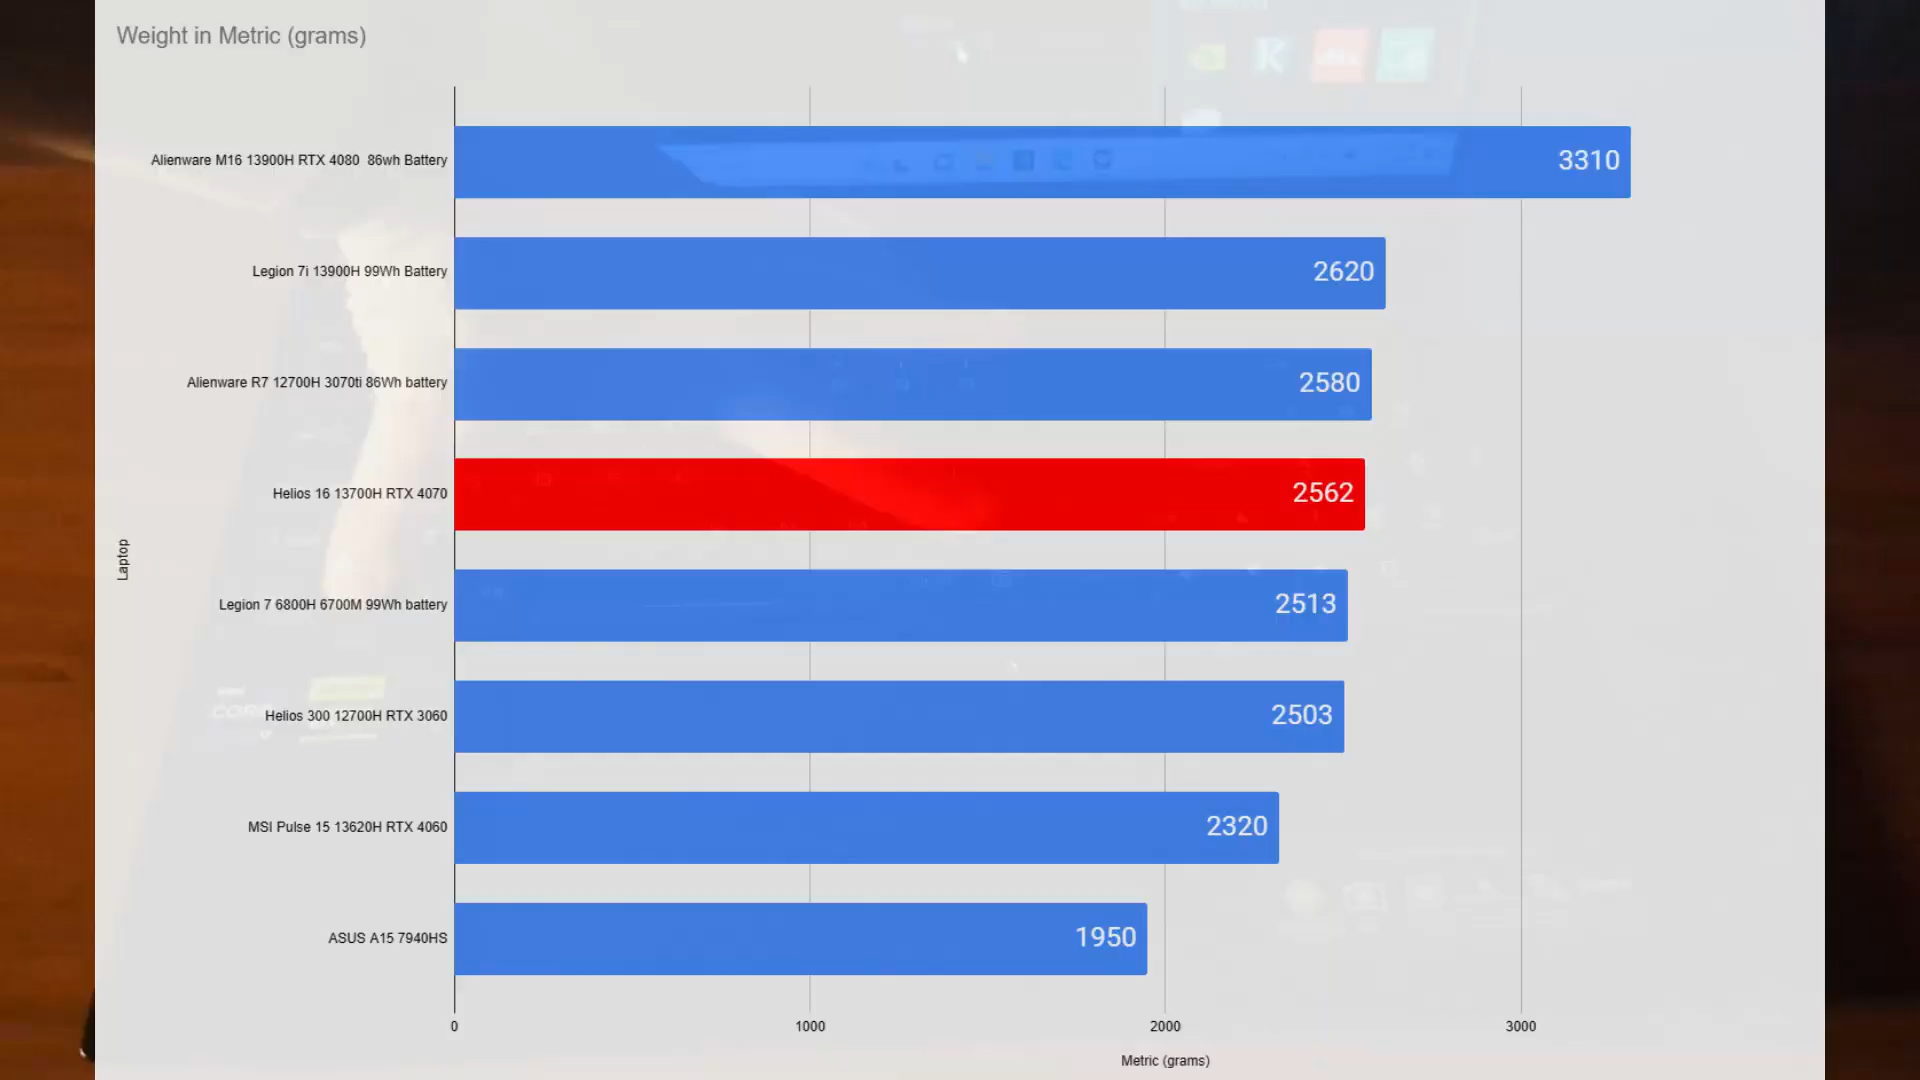 Weight in Metric (grams)
Alienware M16 13900H RTX 4080 86wh Battery
3310
Legion 7i 13900H 99Wh Battery
2620
Alienware R7 12700H 3070ti 86Wh battery
2580
Helios 16 13700H RTX 4070
2562
Laptop
Legion 7 6800H 6700M 99Wh battery
2513
Helios 300 12700H RTX 3060
2503
MSI Pulse 15 13620H RTX 4060
2320
ASUS A15 7940HS
1950
0 1000 2000 3000
Metric (grams)